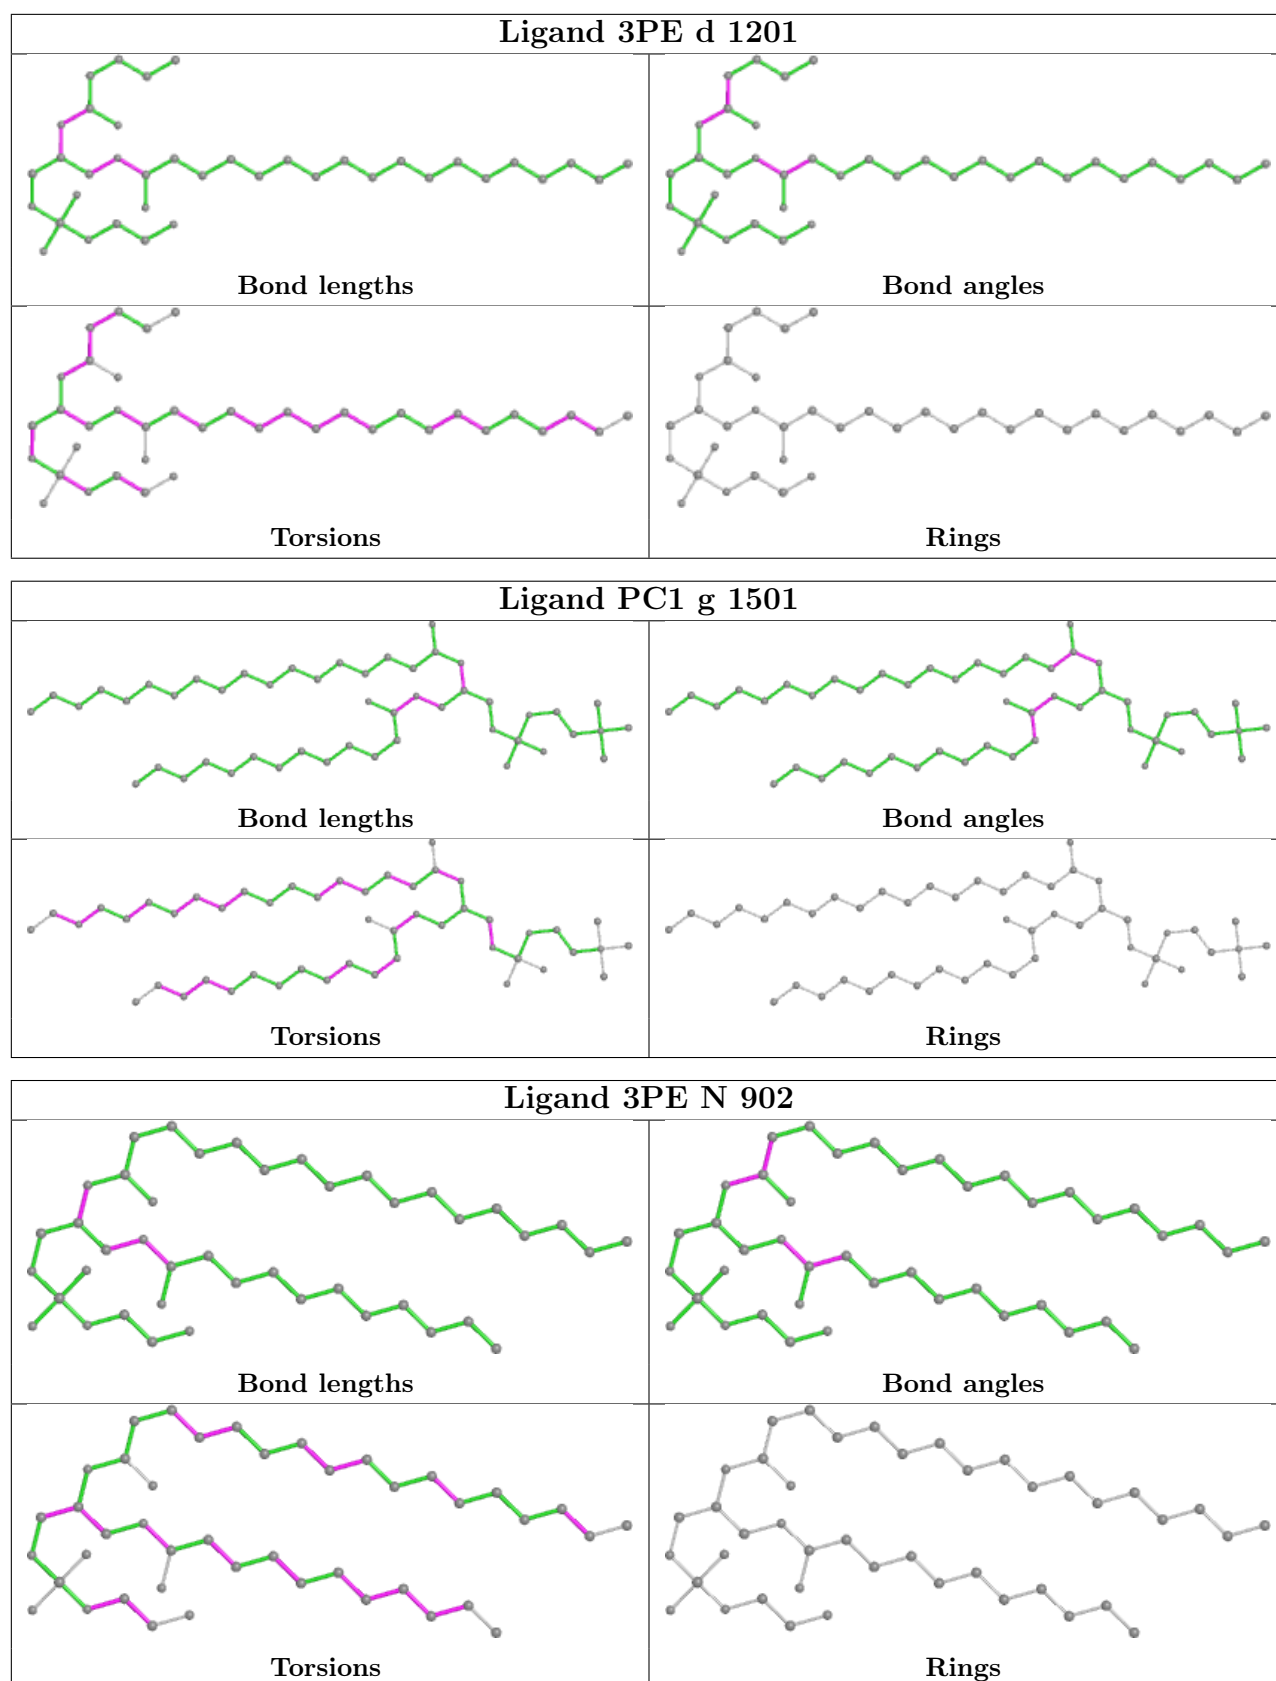 Ligand 3PE d 1201
Bond lengths
Bond angles
Torsions
Rings
Ligand PC1 g 1501
Bond lengths
Bond angles
Torsions
Rings
Ligand 3PE N 902
Bond lengths
Bond angles
Torsions
Rings